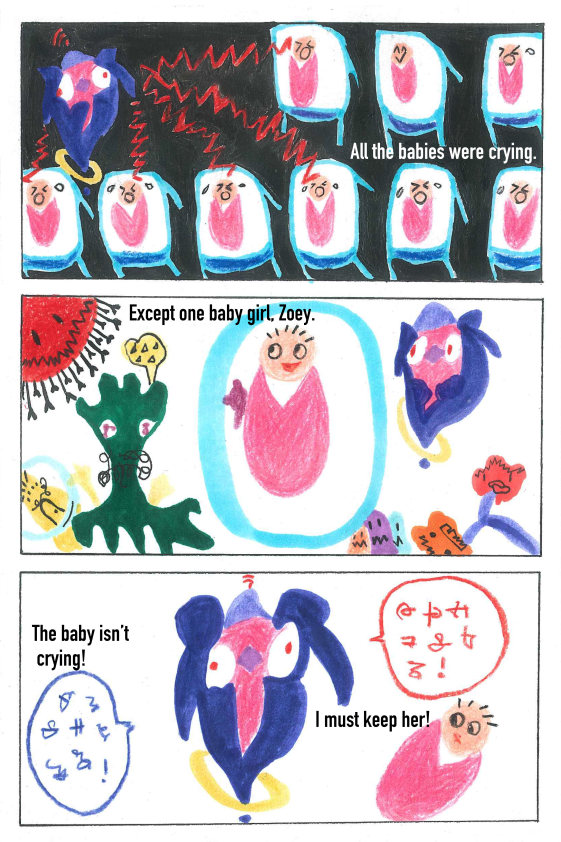 All the babies were crying.
Except one baby girl, Zoey.
The baby isn't
crying!
I must keep her!